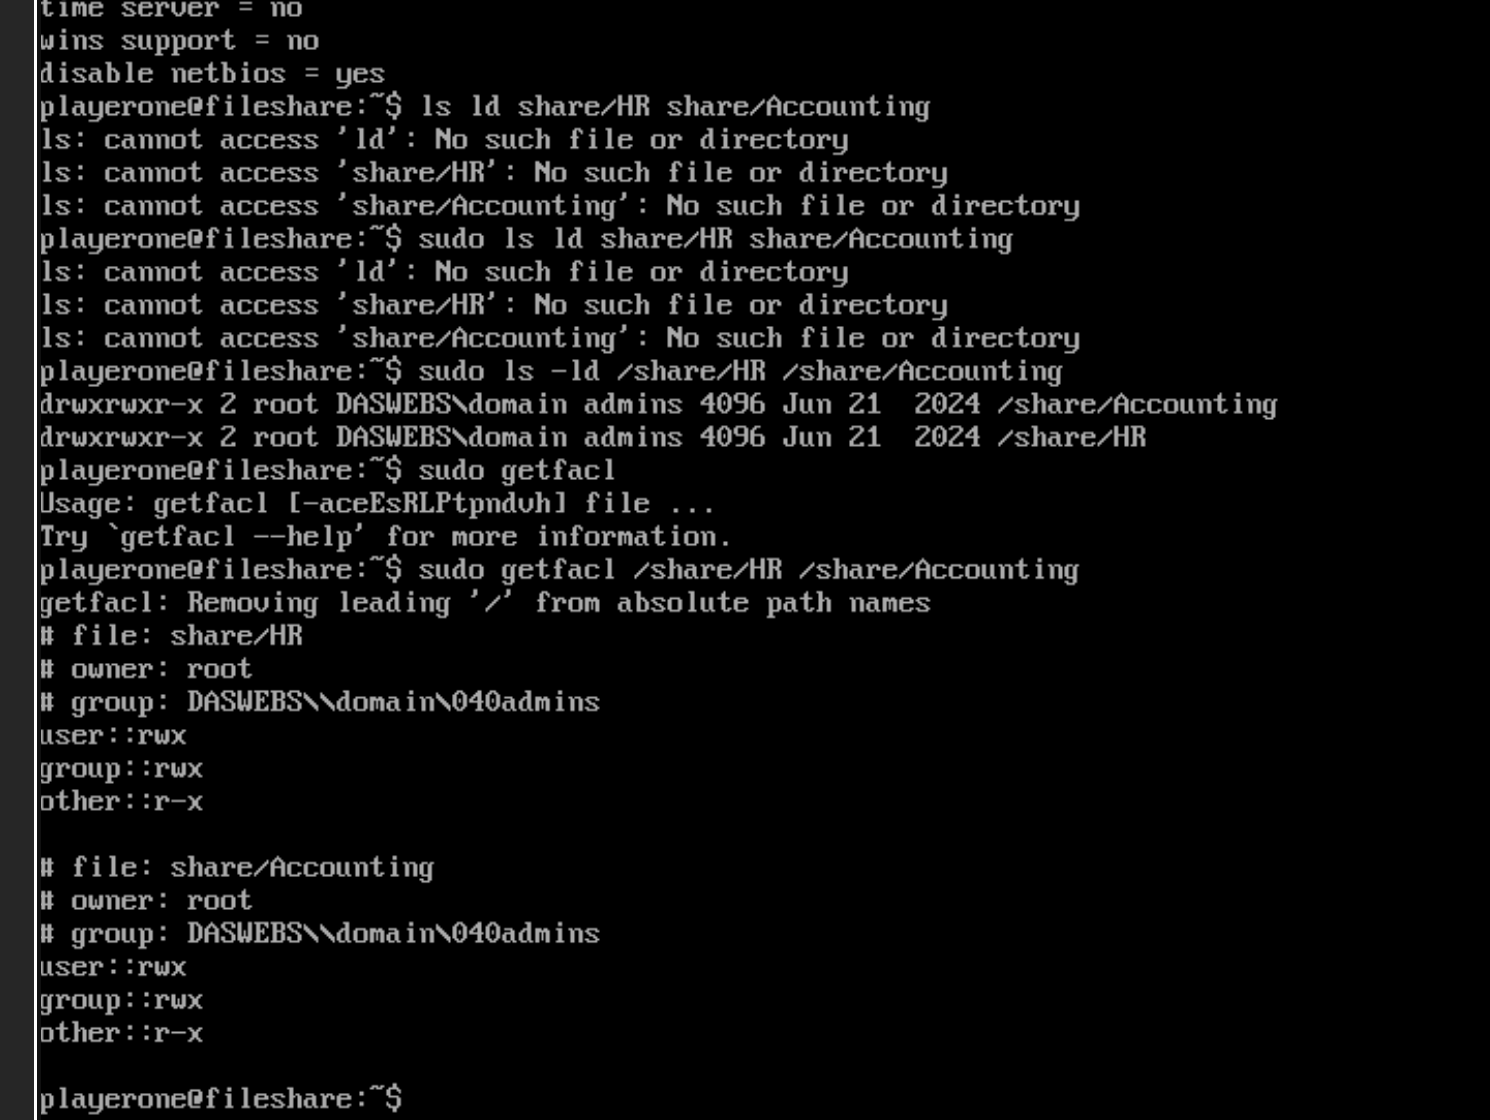 time server = no
wins support = no
disable netbios = yes
playerone@fileshare:~$ ls ld share/HR share/Accounting
ls: cannot access 'ld': No such file or directory
ls: cannot access 'share/HR': No such file or directory
ls: cannot access 'share/Accounting': No such file or directory
playerone@fileshare:~$ sudo ls ld share/HR share/Accounting
ls: cannot access 'ld': No such file or directory
ls: cannot access 'share/HR': No such file or directory
ls: cannot access 'share/Accounting': No such file or directory
playerone@fileshare:~$ sudo ls -ld /share/HR /share/Accounting
drwxrwxr-x 2 root DASWEBS\domain admins 4096 Jun 21  2024 /share/Accounting
drwxrwxr-x 2 root DASWEBS\domain admins 4096 Jun 21  2024 /share/HR
playerone@fileshare:~$ sudo getfacl
Usage: getfacl [-aceEsRLPtpndvh] file ...
Try `getfacl --help' for more information.
playerone@fileshare:~$ sudo getfacl /share/HR /share/Accounting
getfacl: Removing leading '/' from absolute path names
# file: share/HR
# owner: root
# group: DASWEBS\\domain\040admins
user::rwx
group::rwx
other::r-x

# file: share/Accounting
# owner: root
# group: DASWEBS\\domain\040admins
user::rwx
group::rwx
other::r-x

playerone@fileshare:~$